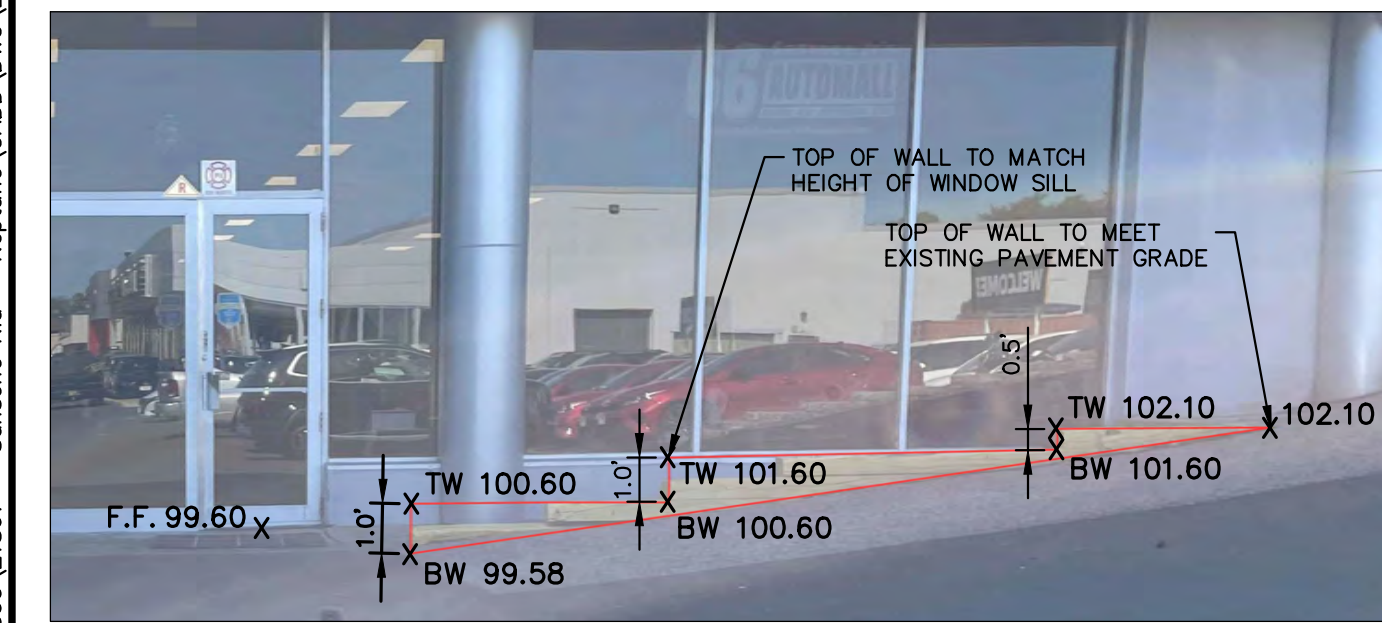 AUTOMALL
TOP OF WALL TO MATCH
HEIGHT OF WINDOW SILL
TOP OF WALL TO MEET
EXISTING PAVEMENT GRADE
WELCOME!
R
0.5'
TW 102.10
102.10
1.0'
TW 101.60
BW 101.60
TW 100.60
F.F. 99.60
1.0'
BW 100.60
BW 99.58